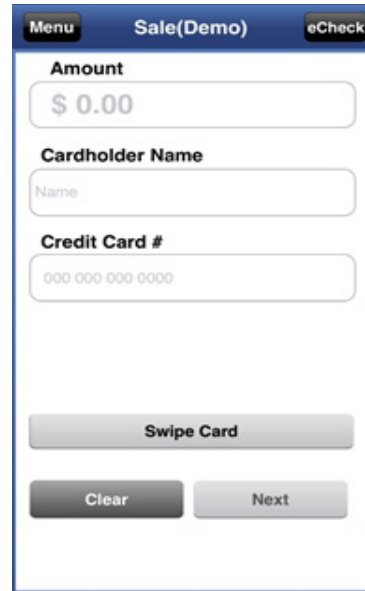 Menu Sale(Demo) eCheck
Amount
$ 0.00
Cardholder Name
Name
Credit Card #
000 000 000 0000
Swipe Card
Clear Next